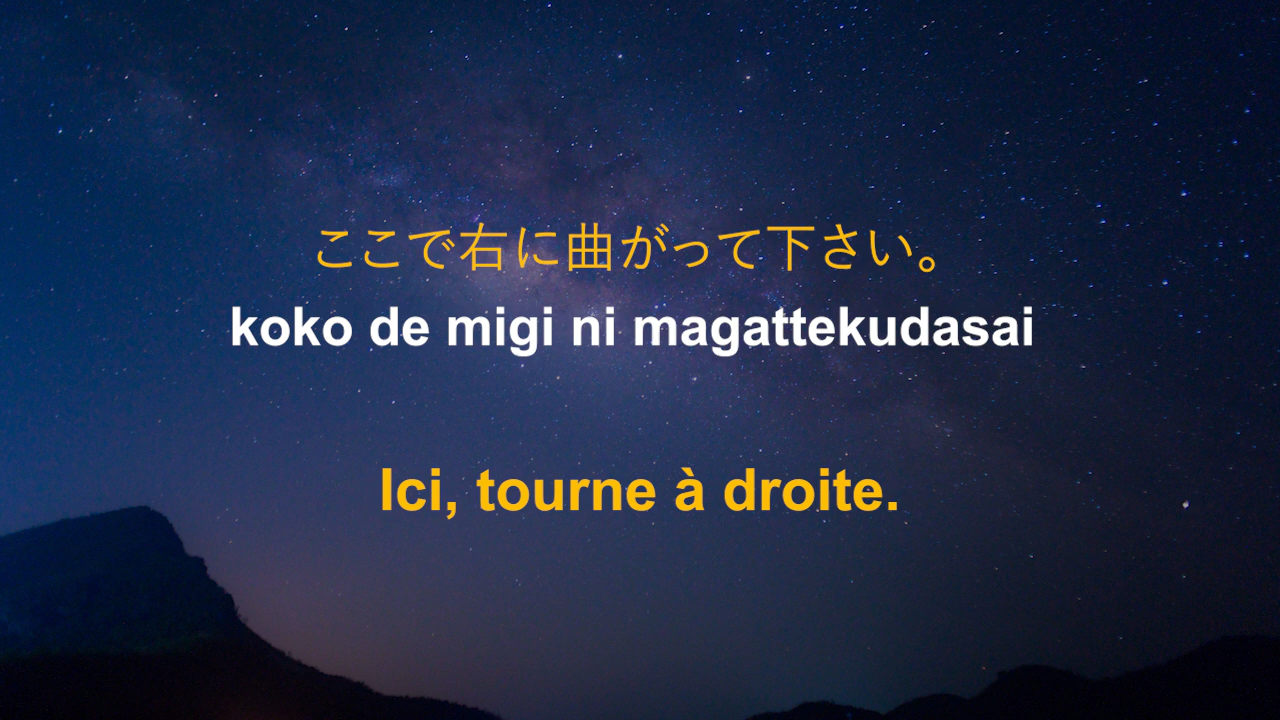 ここで右に曲がって下さい。
koko de migi ni magattekudasai
Ici, tourne à droite.